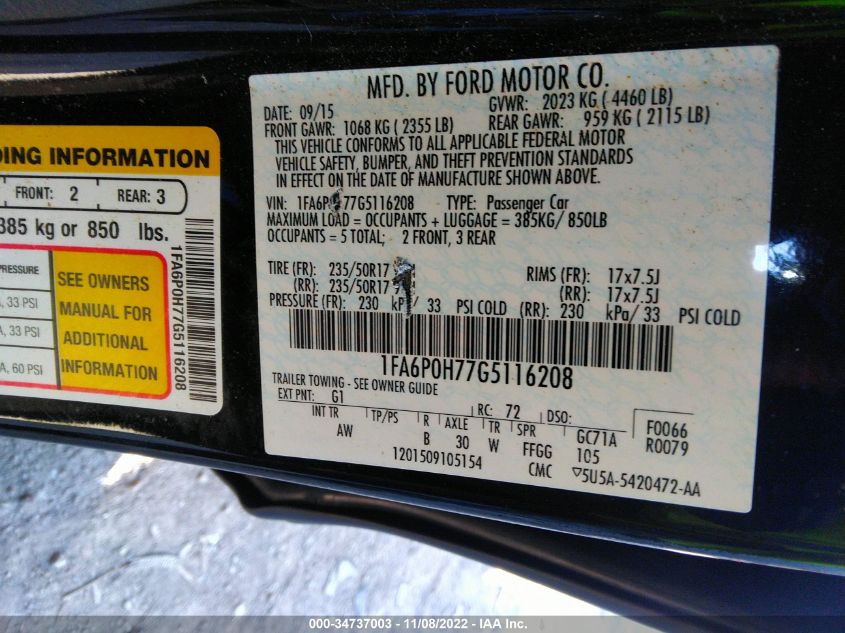 DING INFORMATION
FRONT: 2 REAR: 3
385 kg or 850 lbs.
PRESSURE
33 PSI
33 PSI
60 PSI
SEE OWNERS
MANUAL FOR
ADDITIONAL
INFORMATION
1FA6P0H77G5116208
MFD. BY FORD MOTOR CO.
DATE: 09/15 GVWR: 2023 KG ( 4460 LB)
FRONT GAWR: 1068 KG ( 2355 LB) REAR GAWR: 959 KG ( 2115 LB)
THIS VEHICLE CONFORMS TO ALL APPLICABLE FEDERAL MOTOR
VEHICLE SAFETY, BUMPER, AND THEFT PREVENTION STANDARDS
IN EFFECT ON THE DATE OF MANUFACTURE SHOWN ABOVE.
VIN: 1FA6P 77G5116208 TYPE: Passenger Car
MAXIMUM LOAD = OCCUPANTS + LUGGAGE = 385KG/ 850LB
OCCUPANTS = 5 TOTAL; 2 FRONT, 3 REAR
TIRE (FR): 235/50R17 RIMS (FR): 17x7.5J
(RR): 235/50R17 (RR): 17x7.5J
PRESSURE (FR): 230 kPa/ 33 PSI COLD (RR): 230 kPa/ 33 PSI COLD
1FA6P0H77G5116208
TRAILER TOWING - SEE OWNER GUIDE
EXT PNT: G1 RC: 72 DSO: F0066
INT TR TP/PS R AXLE TR SPR GC71A R0079
AW B 30 W FFGG 105
1201509105154 CMC 5U5A-5420472-AA
000-34737003 - 11/08/2022 - 1FA6P0H77G5116208